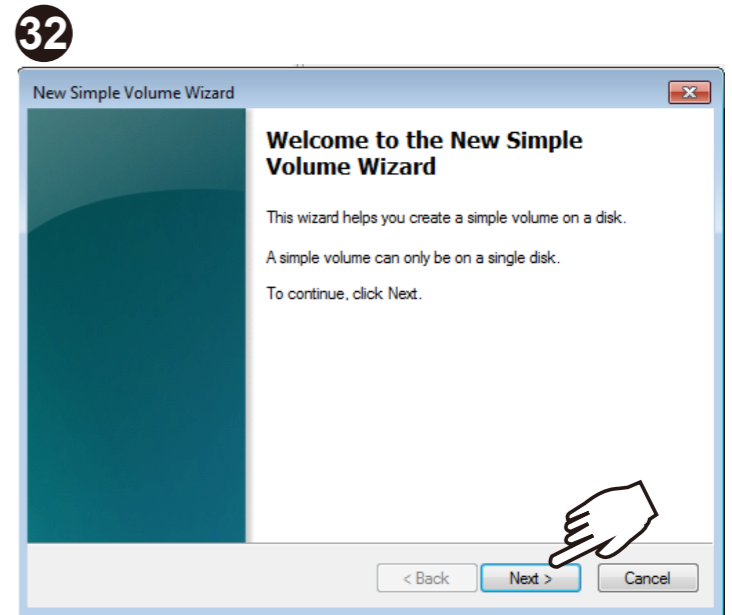 32
New Simple Volume Wizard
Welcome to the New Simple
Volume Wizard
This wizard helps you create a simple volume on a disk.
A simple volume can only be on a single disk.
To continue, click Next.
< Back Next > Cancel